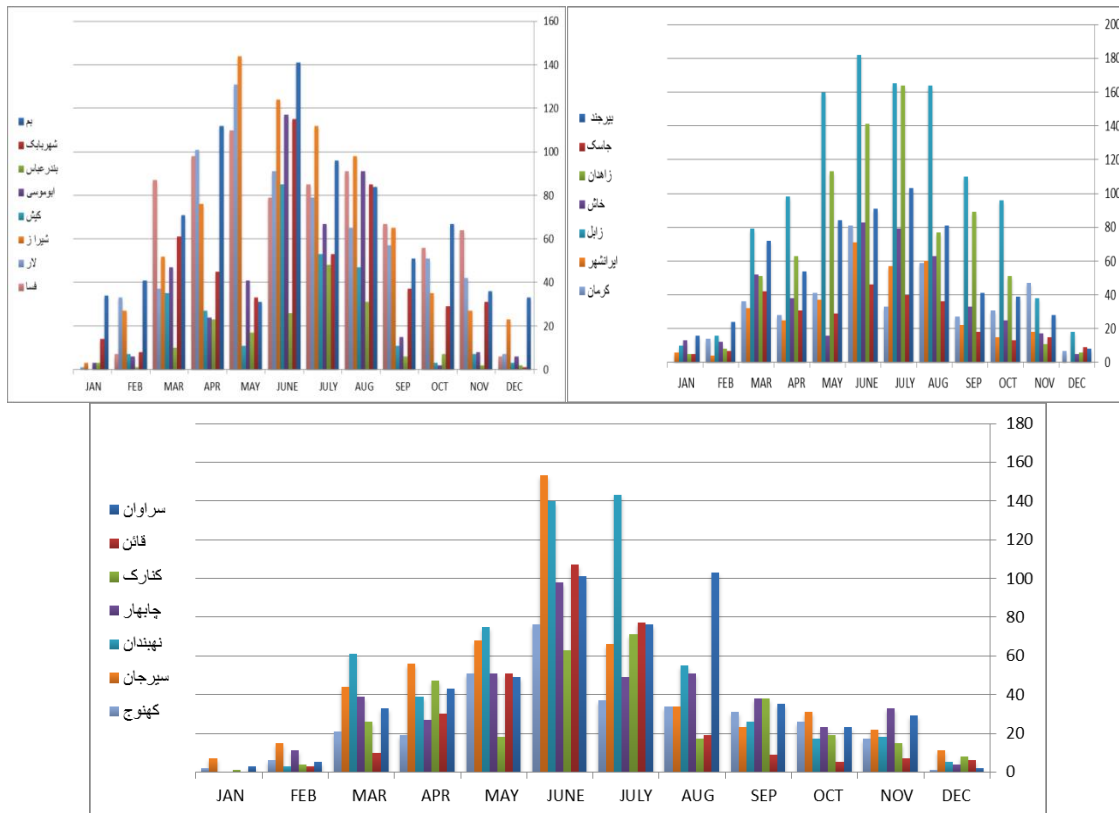 160
140
120
100
80
60
40
20
0
بم
شهربابک
بندرعباس
ابوموسی
کیش
شیرا ز
لار
فسا
JAN FEB MAR APR MAY JUNE JULY AUG SEP OCT NOV DEC
200
180
160
140
120
100
80
60
40
20
0
بیرجند
جاسک
زاهدان
خاش
زابل
ایرانشهر
کرمان
JAN FEB MAR APR MAY JUNE JULY AUG SEP OCT NOV DEC
180
160
140
120
100
80
60
40
20
0
سراوان
قائن
کنارک
چابهار
نهبندان
سیرجان
کهنوج
JAN FEB MAR APR MAY JUNE JULY AUG SEP OCT NOV DEC